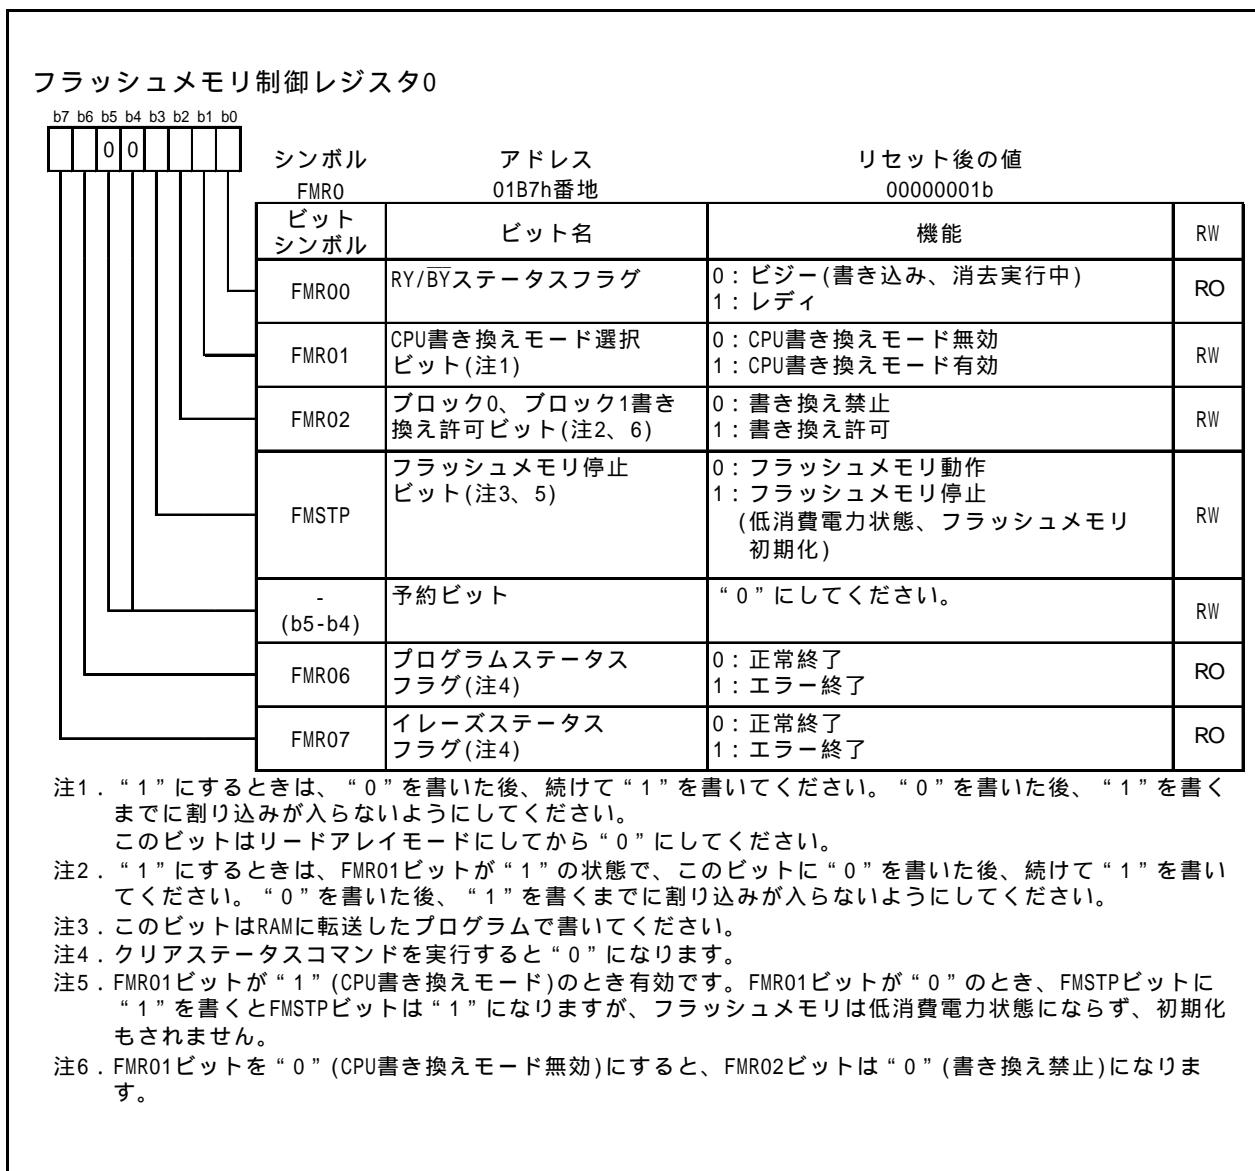 フラッシュメモリ制御レジスタ0
b7 b6 b5 b4 b3 b2 b1 b0
0 0
シンボル アドレス リセット後の値
FMR0 01B7h番地 00000001b
ビット
シンボル ビット名 機能 RW
FMR00 RY/BYステータスフラグ 0：ビジー(書き込み、消去実行中) RO
1：レディ
FMR01 CPU書き換えモード選択 0：CPU書き換えモード無効 RW
ビット(注1) 1：CPU書き換えモード有効
FMR02 ブロック0、ブロック1書き 0：書き換え禁止 RW
換え許可ビット(注2、6) 1：書き換え許可
フラッシュメモリ停止 0：フラッシュメモリ動作
ビット(注3、5) 1：フラッシュメモリ停止
FMSTP (低消費電力状態、フラッシュメモリ RW
初期化)
- 予約ビット “0”にしてください。 RW
(b5-b4)
FMR06 プログラムステータス 0：正常終了 RO
フラグ(注4) 1：エラー終了
FMR07 イレーズステータス 0：正常終了 RO
フラグ(注4) 1：エラー終了
注1．“1”にするときは、“0”を書いた後、続けて“1”を書いてください。“0”を書いた後、“1”を書く
までに割り込みが入らないようにしてください。
このビットはリードアレイモードにしてから“0”にしてください。
注2．“1”にするときは、FMR01ビットが“1”の状態で、このビットに“0”を書いた後、続けて“1”を書い
てください。“0”を書いた後、“1”を書くまでに割り込みが入らないようにしてください。
注3．このビットはRAMに転送したプログラムで書いてください。
注4．クリアステータスコマンドを実行すると“0”になります。
注5．FMR01ビットが“1”(CPU書き換えモード)のとき有効です。FMR01ビットが“0”のとき、FMSTPビットに
“1”を書くとFMSTPビットは“1”になりますが、フラッシュメモリは低消費電力状態にならず、初期化
もされません。
注6．FMR01ビットを“0”(CPU書き換えモード無効)にすると、FMR02ビットは“0”(書き換え禁止)になりま
す。